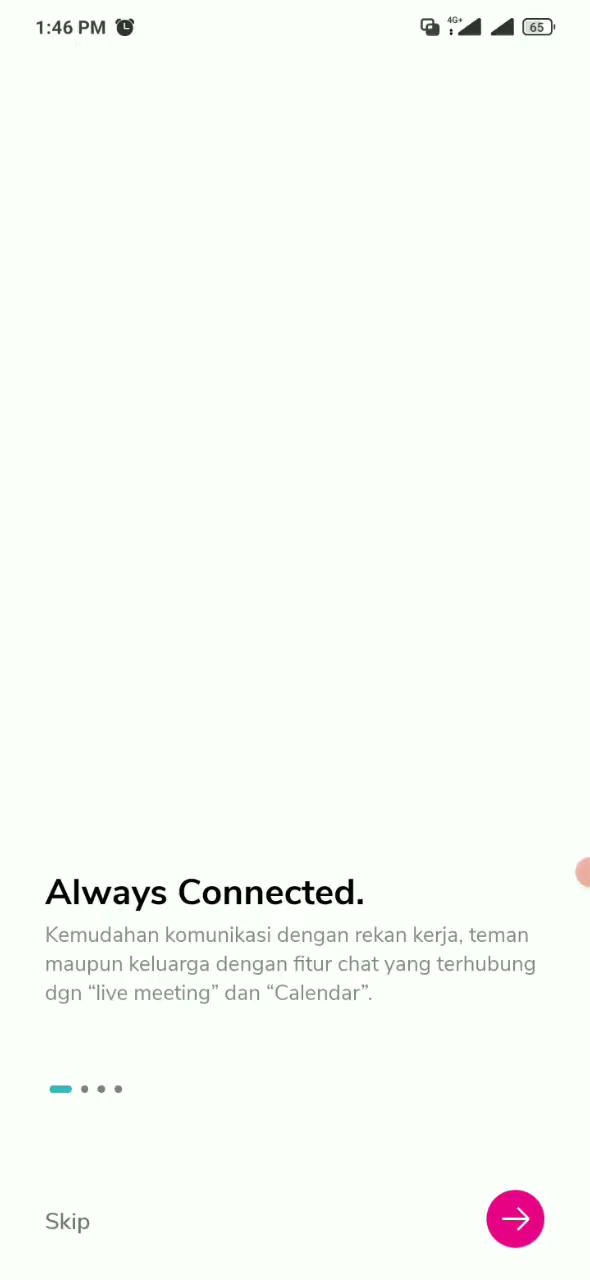 1:46 PM
4G+
65
Always Connected.
Kemudahan komunikasi dengan rekan kerja, teman
maupun keluarga dengan fitur chat yang terhubung
dgn “live meeting” dan “Calendar”.
Skip